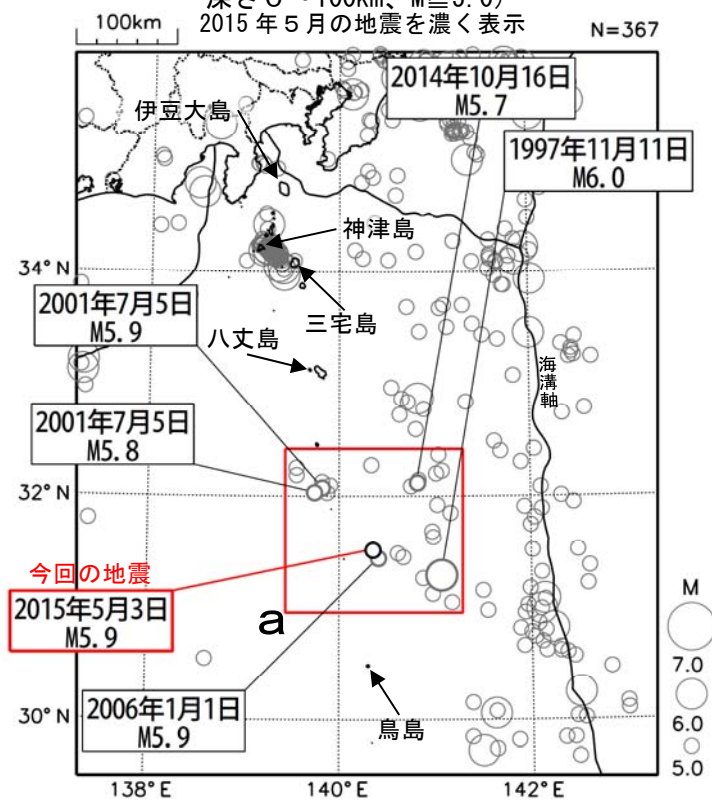 深さ0~100km、M≧5.0)
2015年5月の地震を濃く表示
100km
N=367
2014年10月16日
M5.7
伊豆大島
1997年11月11日
M6.0
神津島
34°N
三宅島
2001年7月5日
M5.9
八丈島
海溝軸
2001年7月5日
M5.8
32°N
今回の地震
2015年5月3日
M5.9
a
M
7.0
6.0
5.0
鳥島
2006年1月1日
M5.9
30°N
138°E
140°E
142°E